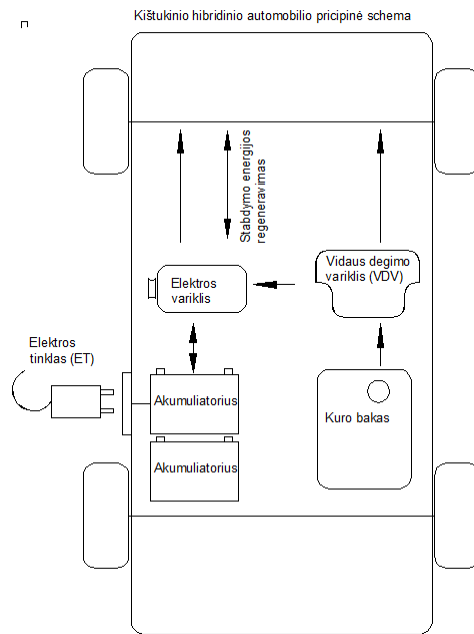 Kištukinio hibridinio automobilio pricipinė schema
Stabdymo energijos
regeneravimas
Elektros
variklis
Vidaus degimo
variklis (VDV)
Elektros
tinklas (ET)
Akumuliatorius
Kuro bakas
Akumuliatorius